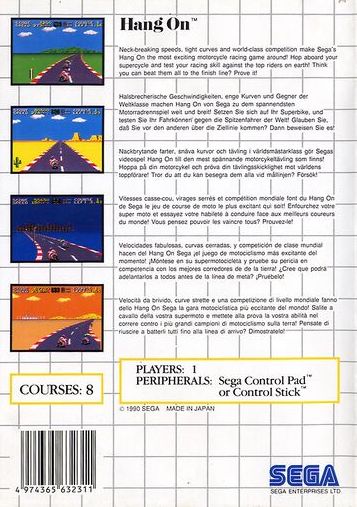 Hang On™
Neck-breaking speeds, tight curves and world-class competition make Sega's
Hang On the most exciting motorcycle racing game around! Hop aboard your
supercycle and test your racing skill against the top riders on earth! Think
you can beat them all to the finish line? Prove it!
Halsbrecherische Geschwindigkeiten, enge Kurven und Gegner der
Weltklasse machen Hang On von Sega zu dem spannendsten
Motorradrennspiel weit und breit! Setzen Sie sich auf Ihr Superbike, und
testen Sie Ihr Fahrkönnen! gegen die Spitzenfahrer der Welt! Glauben Sie,
daß Sie vor den anderen über die Ziellinie kommen? Dann beweisen Sie es!
Nackbrytande farter, snäva kurvor och tävling i världsmästarklass gör Segas
videospel Hang On till den mest spännande motorcykeltävling som finns!
Hoppa på din motorcykel och pröva din tävlingsskicklighet mot världens
toppförare! Tror du att du kan besegra dem alla vid mållinjen? Försök!
Vitesses casse-cou, virages serrés et compétition mondiale font du Hang On
de Sega le jeu de course de moto le plus excitant qui soit! Enfourchez votre
super moto et essayez votre habileté à conduire face aux meilleurs coureurs
du monde! Vous pensez pouvoir les vaincre tous? Prouvez-le!
Velocidades fabulosas, curvas cerradas, y competición de clase mundial
hacen del Hang On Sega ¡el juego de motociclismo más excitante del
momento! ¡Móntese en su supermotocicleta y pruebe su pericia en
competencia con los mejores corredores de de la tierra! ¿Cree que podrá
adelantarlos a todos antes de la línea de meta? ¡Pruébelo!
Velocità da brivido, curve strette e una competizione di livello mondiale fanno
dello Hang On Sega la gara motociclistica più eccitante del mondo! Salite a
cavallo della vostra supermoto e mettete alla prova la vostra abilità nel
correre contro i più grandi campioni di motociclismo sulla terra! Pensate di
riuscire a batterli tutti fino alla linea di arrivo? Dimostratelo!
COURSES: 8
PLAYERS: 1
PERIPHERALS: Sega Control Pad™
or Control Stick™
© 1990 SEGA MADE IN JAPAN
4 974365 632311
SEGA
SEGA ENTERPRISES LTD.